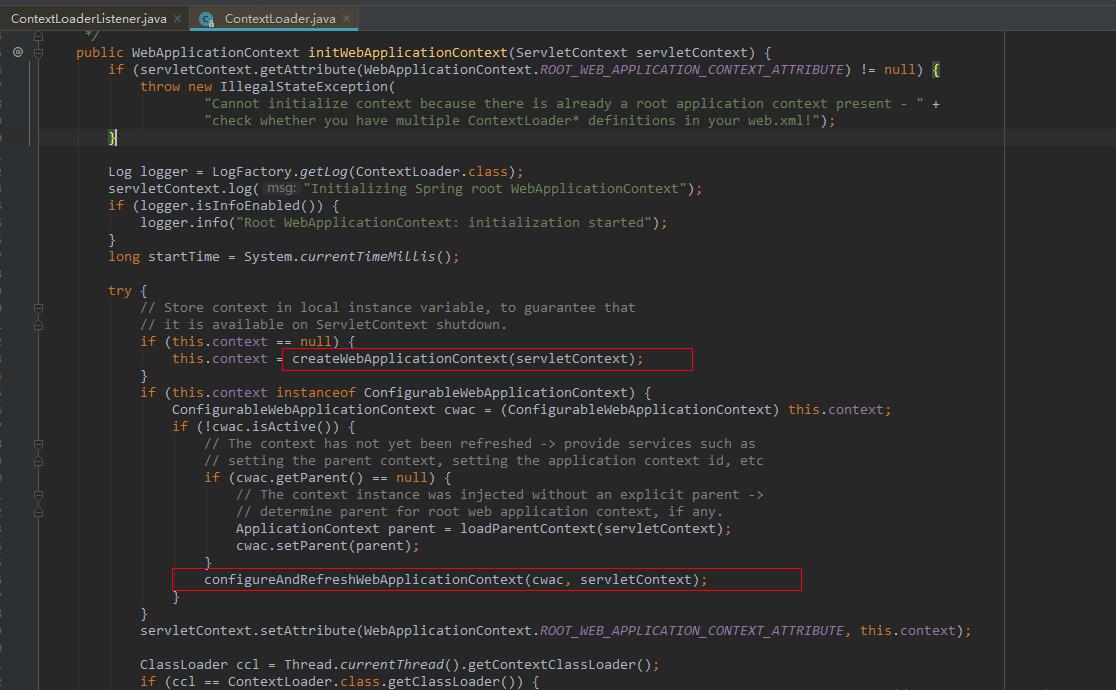 ContextLoaderListener.java ×
C ContextLoader.java ×
*/
@ public WebApplicationContext initWebApplicationContext(ServletContext servletContext) {
if (servletContext.getAttribute(WebApplicationContext.ROOT_WEB_APPLICATION_CONTEXT_ATTRIBUTE) != null) {
throw new IllegalStateException(
"Cannot initialize context because there is already a root application context present - " +
"check whether you have multiple ContextLoader* definitions in your web.xml!");
}
Log logger = LogFactory.getLog(ContextLoader.class);
servletContext.log( msg: "Initializing Spring root WebApplicationContext");
if (logger.isInfoEnabled()) {
logger.info("Root WebApplicationContext: initialization started");
}
long startTime = System.currentTimeMillis();
try {
// Store context in local instance variable, to guarantee that
// it is available on ServletContext shutdown.
if (this.context == null) {
this.context = createWebApplicationContext(servletContext);
}
if (this.context instanceof ConfigurableWebApplicationContext) {
ConfigurableWebApplicationContext cwac = (ConfigurableWebApplicationContext) this.context;
if (!cwac.isActive()) {
// The context has not yet been refreshed -> provide services such as
// setting the parent context, setting the application context id, etc
if (cwac.getParent() == null) {
// The context instance was injected without an explicit parent ->
// determine parent for root web application context, if any.
ApplicationContext parent = loadParentContext(servletContext);
cwac.setParent(parent);
}
configureAndRefreshWebApplicationContext(cwac, servletContext);
}
}
servletContext.setAttribute(WebApplicationContext.ROOT_WEB_APPLICATION_CONTEXT_ATTRIBUTE, this.context);
ClassLoader ccl = Thread.currentThread().getContextClassLoader();
if (ccl == ContextLoader.class.getClassLoader()) {